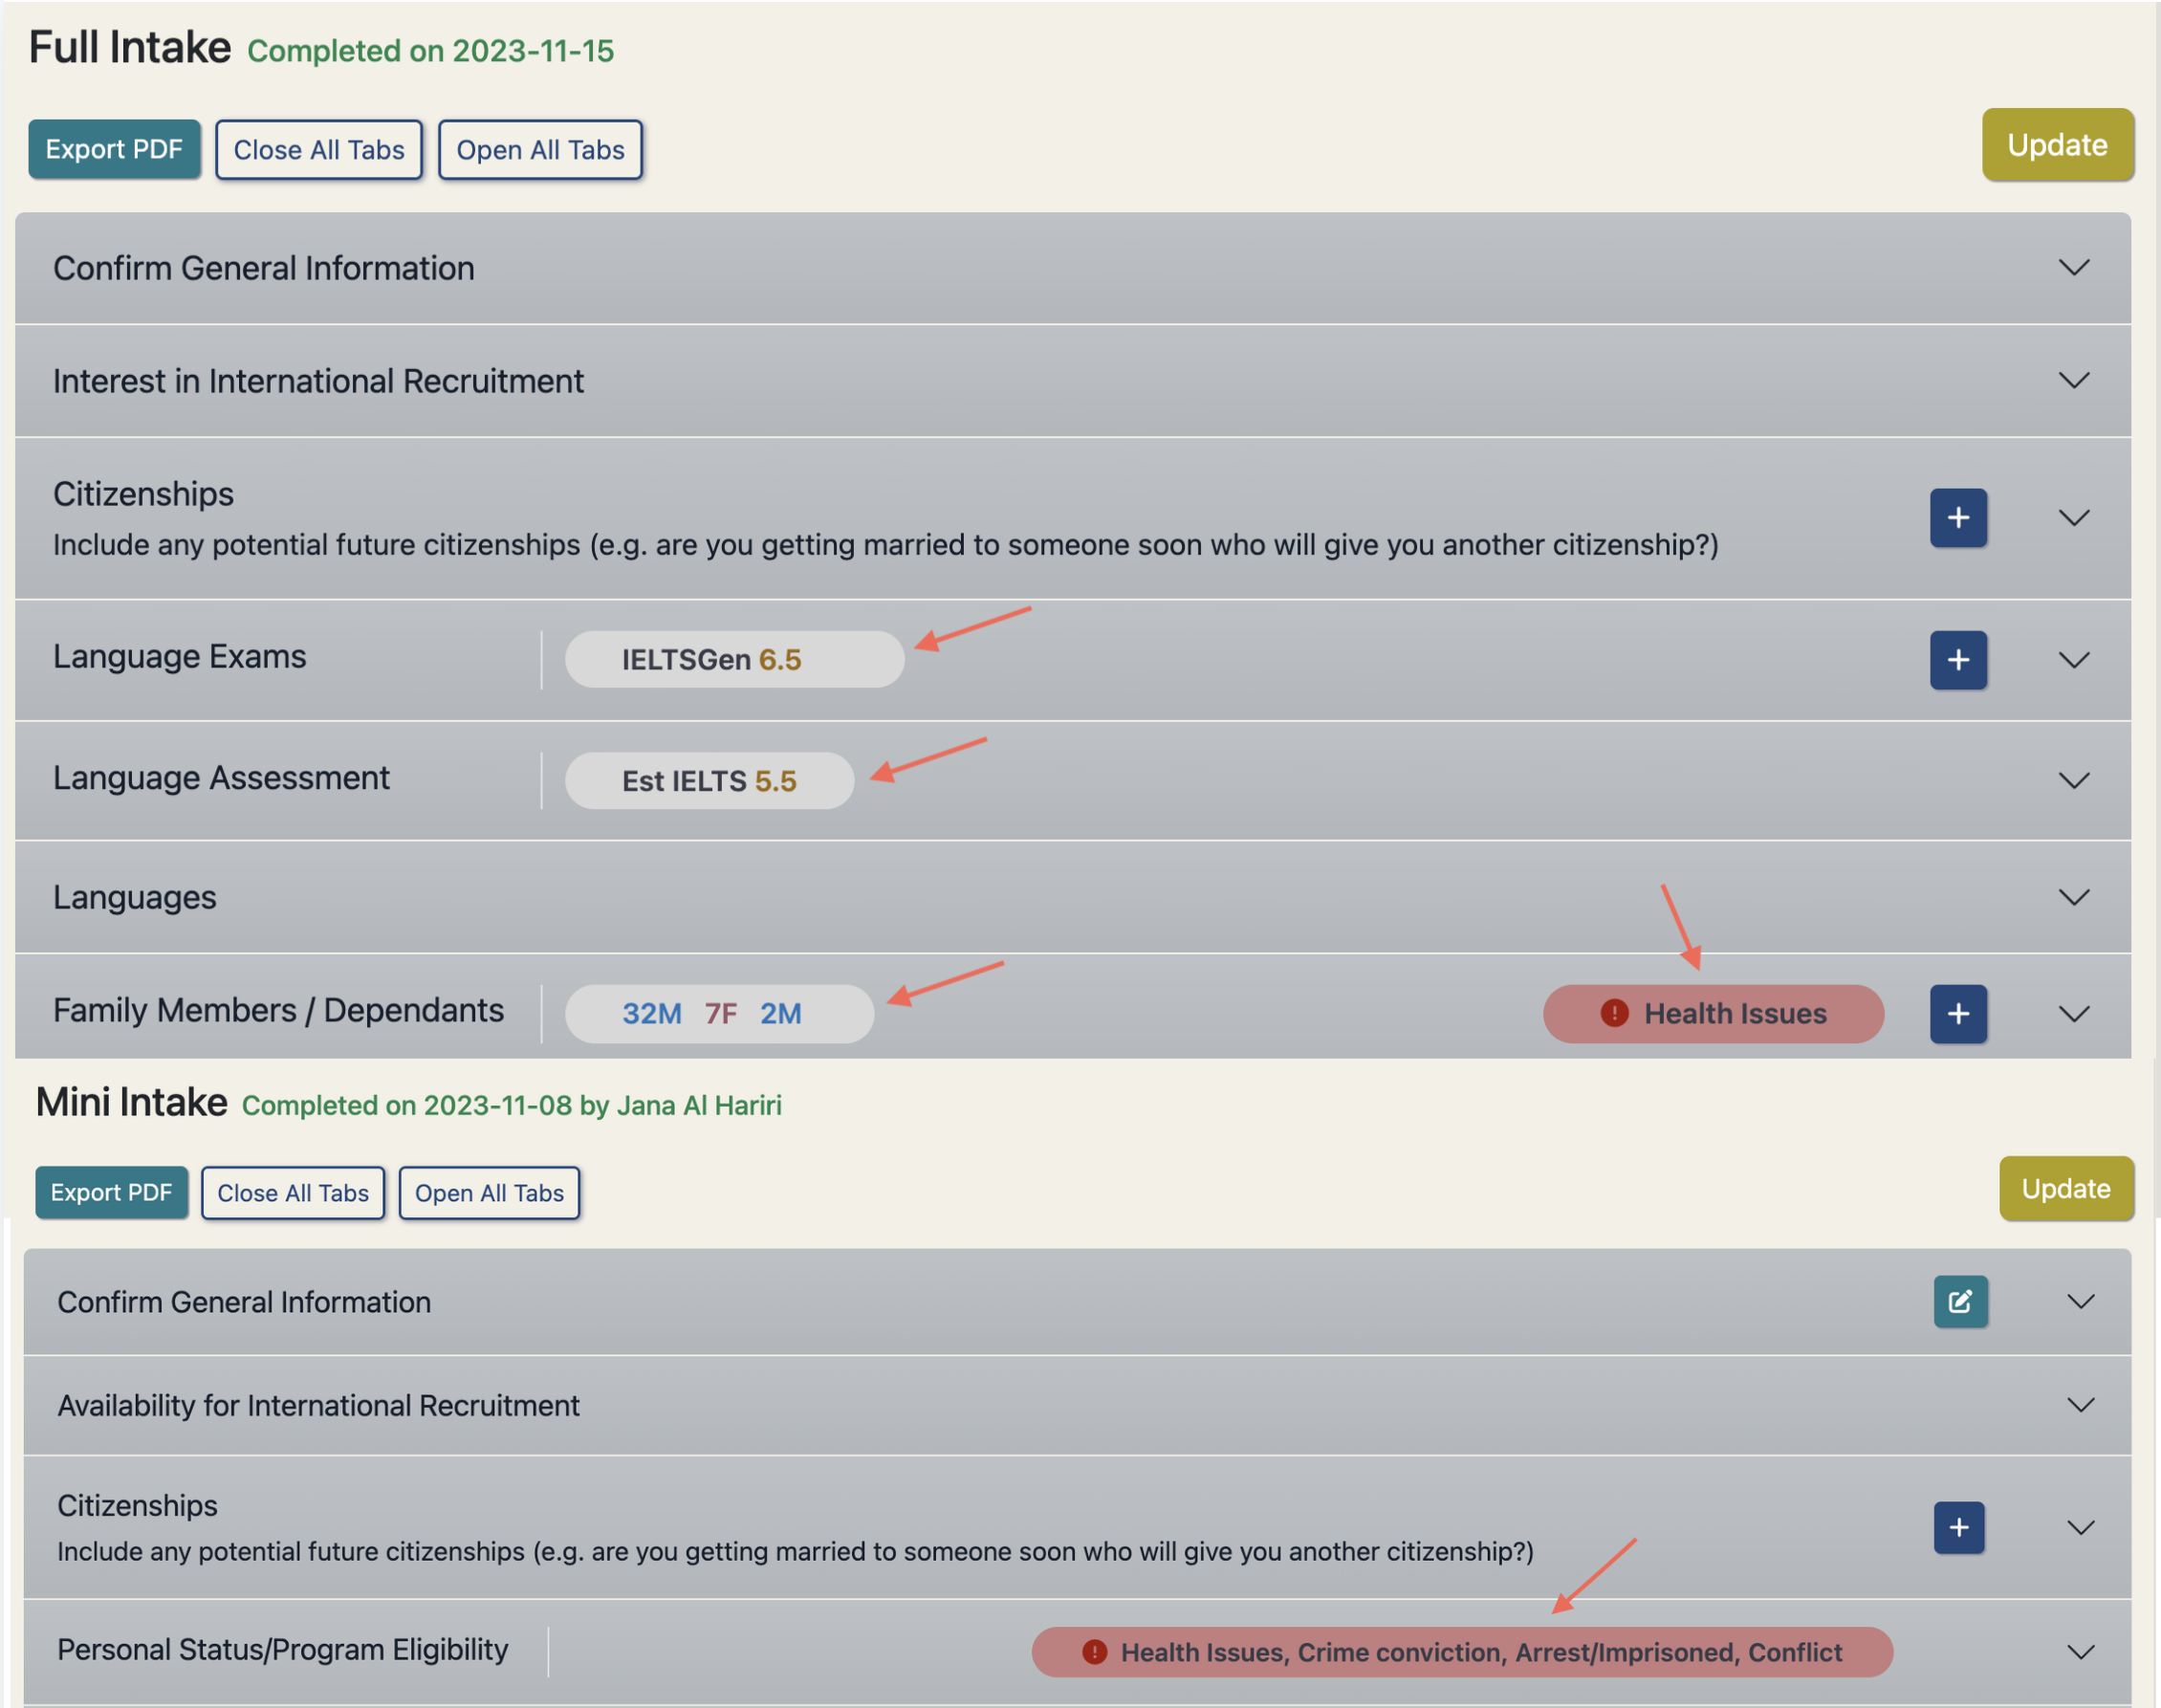 Full Intake Completed on 2023-11-15
Export PDF Close All Tabs Open All Tabs Update
Confirm General Information
Interest in International Recruitment
Citizenships
Include any potential future citizenships (e.g. are you getting married to someone soon who will give you another citizenship?)
Language Exams IELTSGen 6.5
Language Assessment Est IELTS 5.5
Languages
Family Members / Dependants 32M 7F 2M Health Issues
Mini Intake Completed on 2023-11-08 by Jana Al Hariri
Export PDF Close All Tabs Open All Tabs Update
Confirm General Information
Availability for International Recruitment
Citizenships
Include any potential future citizenships (e.g. are you getting married to someone soon who will give you another citizenship?)
Personal Status/Program Eligibility Health Issues, Crime conviction, Arrest/Imprisoned, Conflict